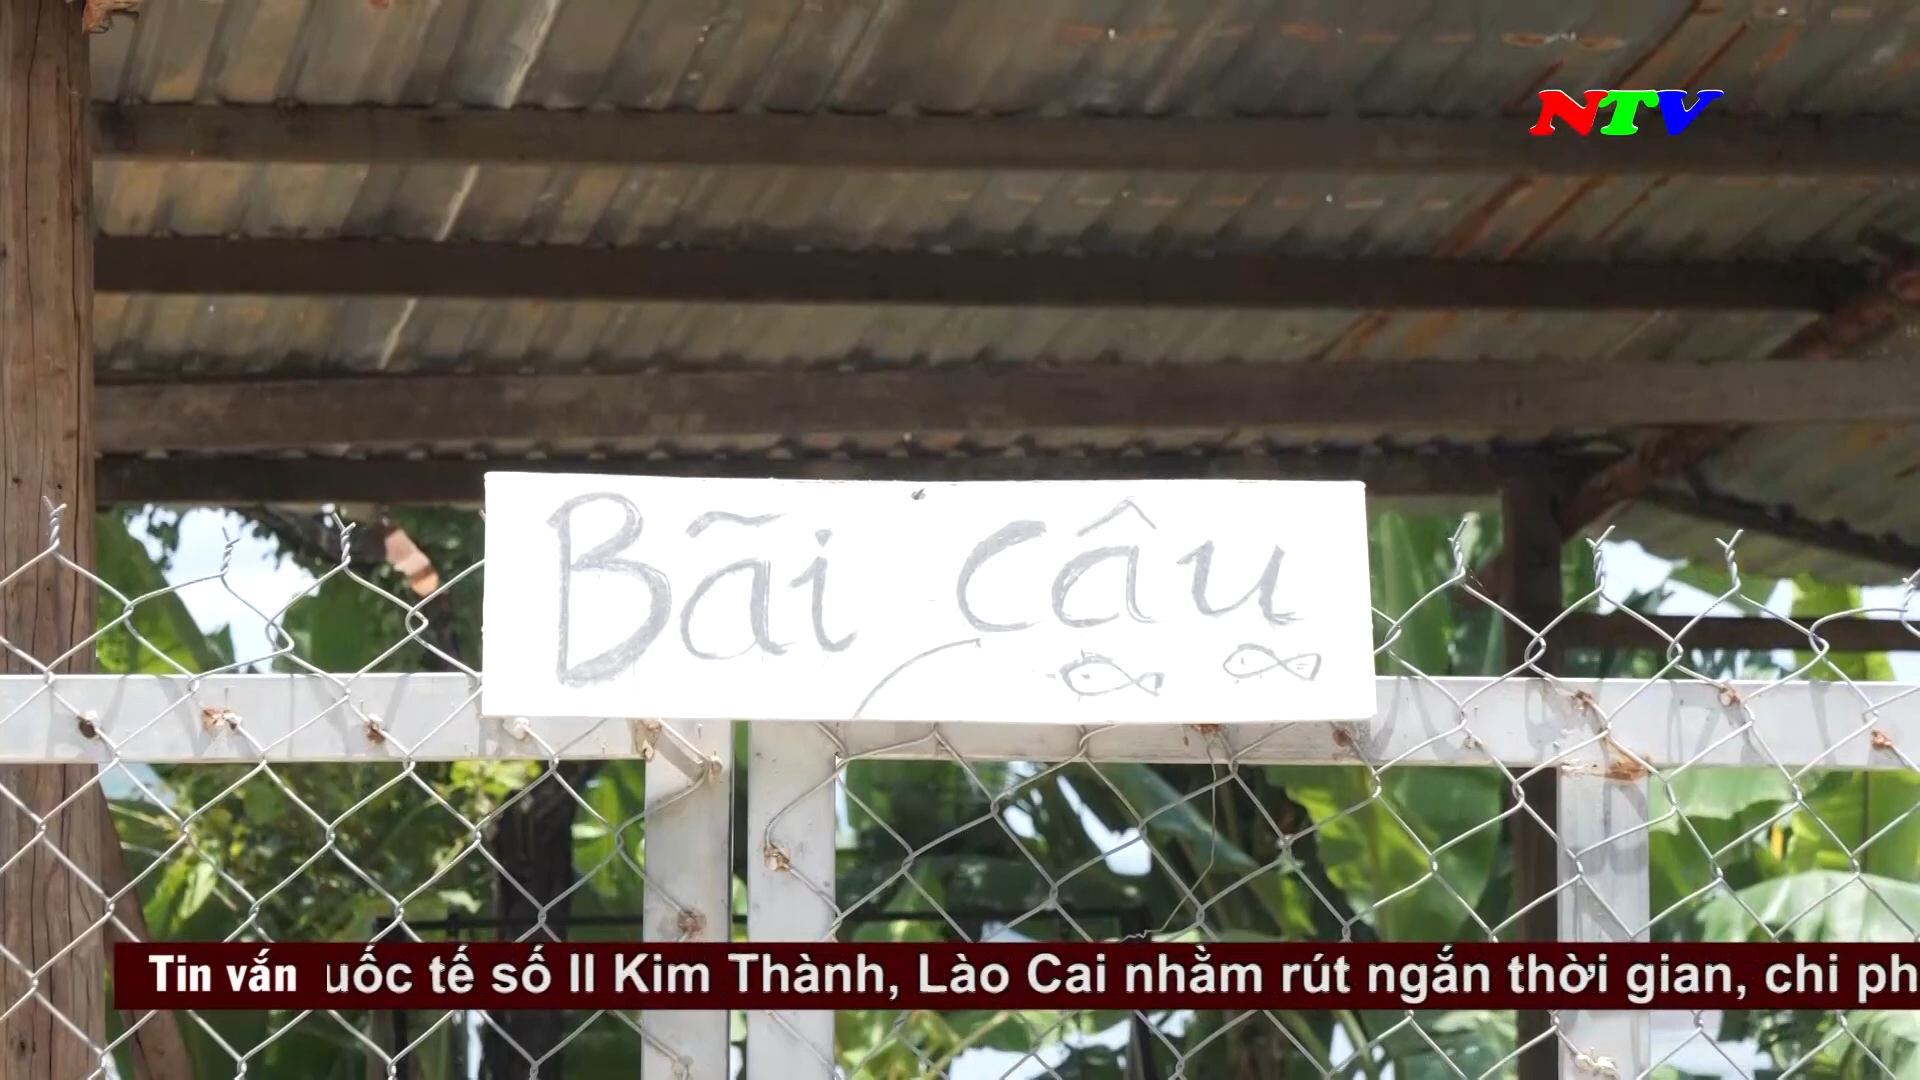 NTV
Bãi câu
Tin vắn uốc tế số II Kim Thành, Lào Cai nhằm rút ngắn thời gian, chi ph